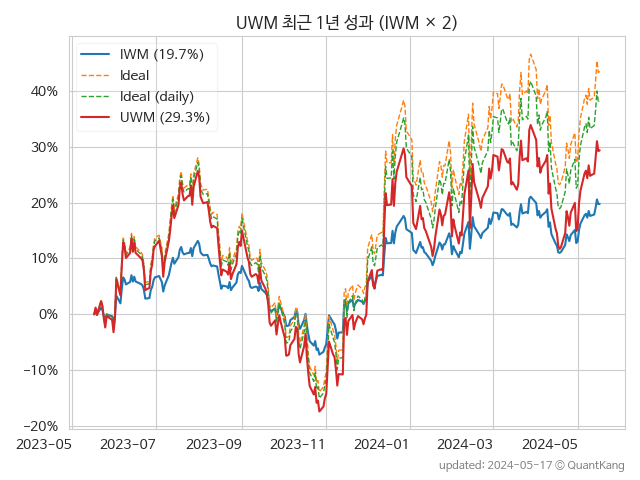 UWM 최근 1년 성과 (IWM × 2)
IWM (19.7%)
Ideal
Ideal (daily)
UWM (29.3%)
40%
30%
20%
10%
0%
−10%
−20%
2023−05 2023−07 2023−09 2023−11 2024−01 2024−03 2024−05
updated: 2024−05−17 © QuantKang